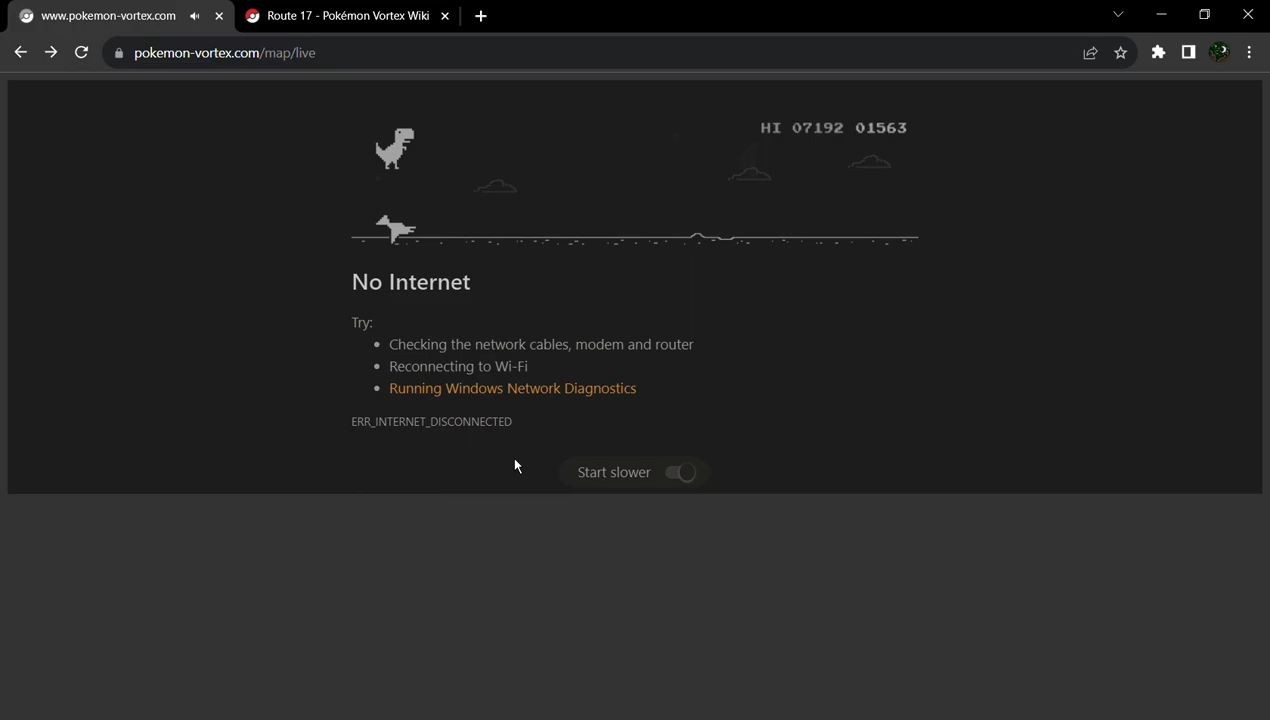 www.pokemon-vortex.com
Route 17 - Pokémon Vortex Wiki
pokemon-vortex.com/map/live
HI 07192 01563
No Internet
Try:
Checking the network cables, modem and router
Reconnecting to Wi-Fi
Running Windows Network Diagnostics
ERR_INTERNET_DISCONNECTED
Start slower